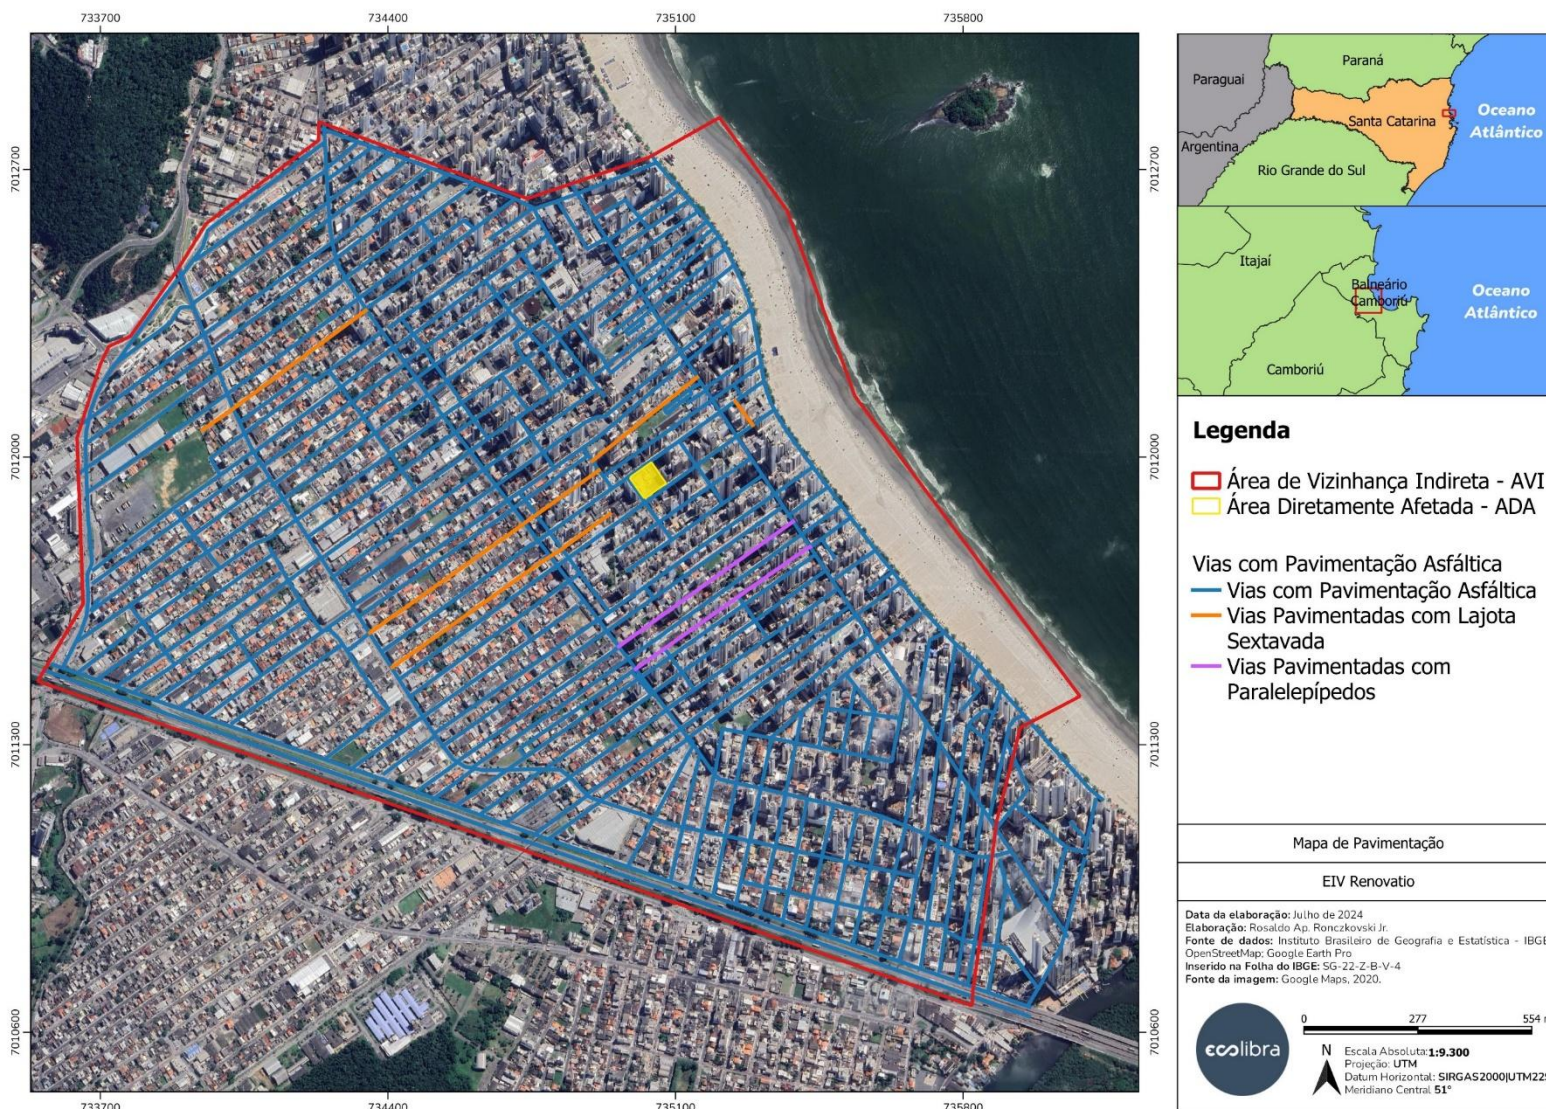 733700
734400
735100
735800
7012700
7012000
7011300
7010600
7012700
7012000
7011300
7010600
733700
734400
735100
735800
Paraguai
Paraná
Argentina
Santa Catarina
Rio Grande do Sul
Oceano
Atlântico
Itajaí
Balneário
Camboriú
Camboriú
Oceano
Atlântico
Legenda
Área de Vizinhança Indireta - AVI
Área Diretamente Afetada - ADA
Vias com Pavimentação Asfáltica
Vias com Pavimentação Asfáltica
Vias Pavimentadas com Lajota
Sextavada
Vias Pavimentadas com
Paralelepípedos
Mapa de Pavimentação
EIV Renovatio
Data da elaboração: Julho de 2024
Elaboração: Rosaldo Ap. Ronczkovski Jr.
Fonte de dados: Instituto Brasileiro de Geografia e Estatística - IBGE
OpenStreetMap; Google Earth Pro
Inserido na Folha do IBGE: SG-22-Z-B-V-4
Fonte da imagem: Google Maps, 2020.
ecolibra
0 277 554
N
Escala Absoluta:1:9.300
Projeção: UTM
Datum Horizontal: SIRGAS2000|UTM22S
Meridiano Central 51°